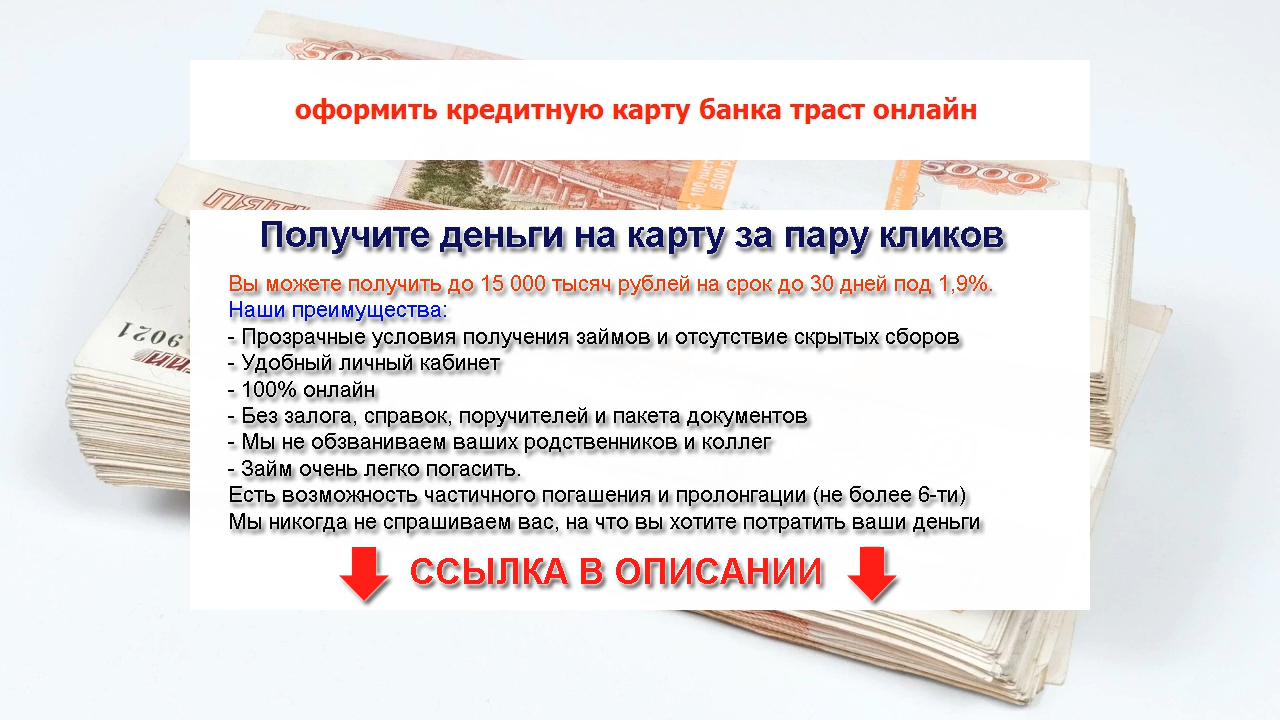 5000
оформить кредитную карту банка траст онлайн
5000
ПЯТЬ
Получите деньги на карту за пару кликов
Вы можете получить до 15 000 тысяч рублей на срок до 30 дней под 1,9%.
Наши преимущества:
- Прозрачные условия получения займов и отсутствие скрытых сборов
- Удобный личный кабинет
- 100% онлайн
- Без залога, справок, поручителей и пакета документов
- Мы не обзваниваем ваших родственников и коллег
- Займ очень легко погасить.
Есть возможность частичного погашения и пролонгации (не более 6-ти)
Мы никогда не спрашиваем вас, на что вы хотите потратить ваши деньги
ССЫЛКА В ОПИСАНИИ